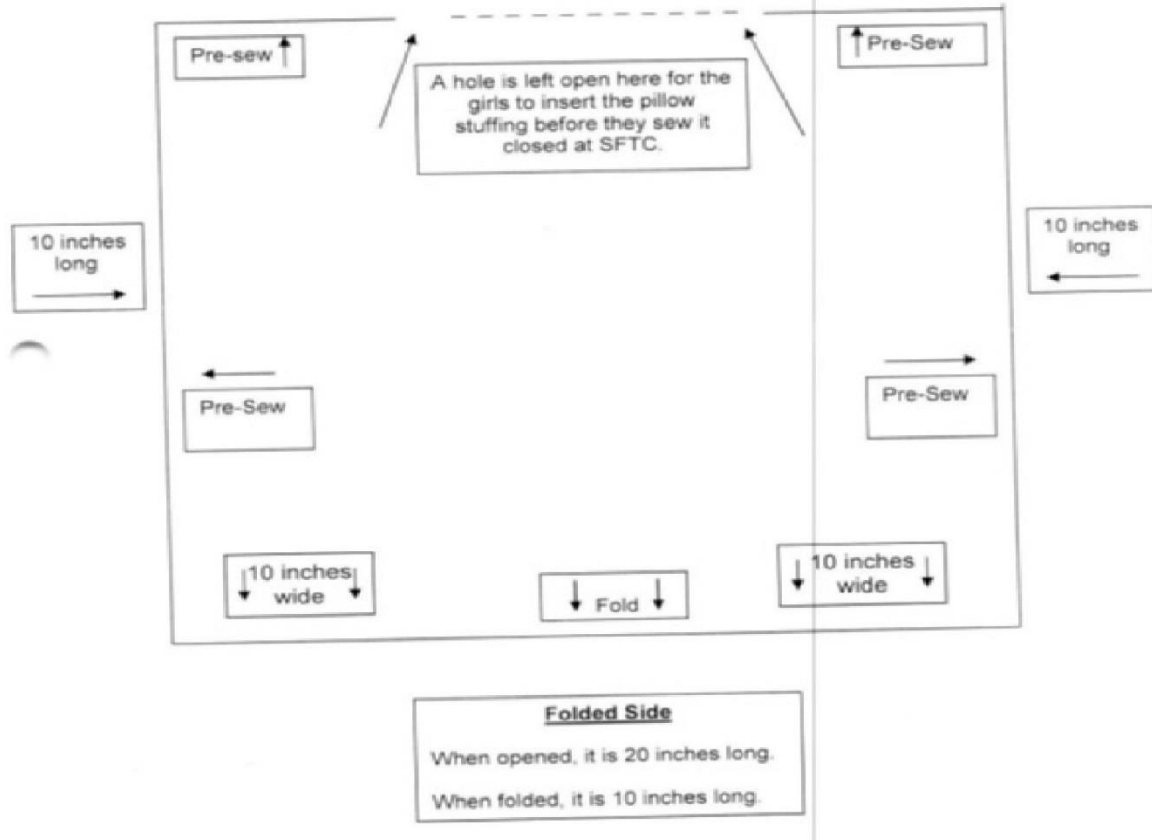 Pre-sew
Pre-Sew
A hole is left open here for the
girls to insert the pillow
stuffing before they sew it
closed at SFTC.
10 inches
long
10 inches
long
Pre-Sew
Pre-Sew
10 inches
wide
Fold
10 inches
wide
Folded Side
When opened, it is 20 inches long.
When folded, it is 10 inches long.